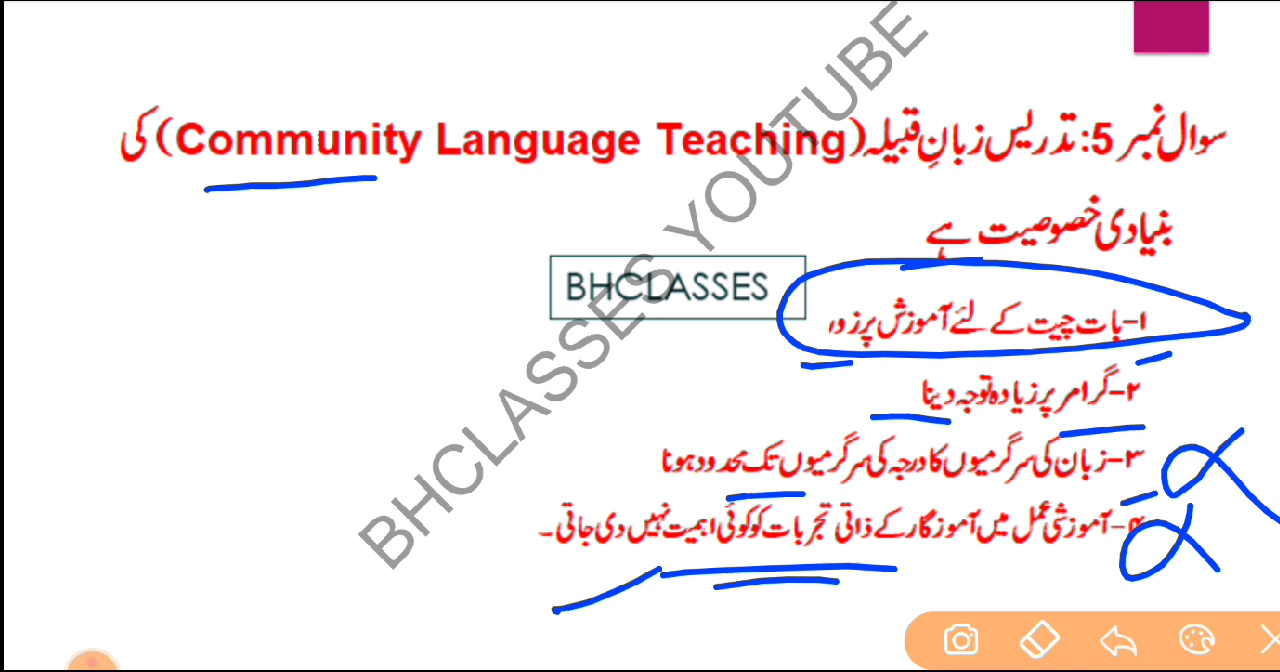 سوال نمبر 5: تدریس زبانِ قبیلہ (Community Language Teaching) کی
بنیادی خصوصیت ہے
BHCLASSES
۱-بات چیت کے لئے آموزش پر زور
۲-گرامر پر زیادہ توجہ دینا
۳-زبان کی سرگرمیوں کا درجہ کی سرگرمیوں تک محدود ہونا
۴-آموزشی عمل میں آموزگار کے ذاتی تجربات کو کوئی اہمیت نہیں دی جاتی۔
BHCLASSES YOUTUBE